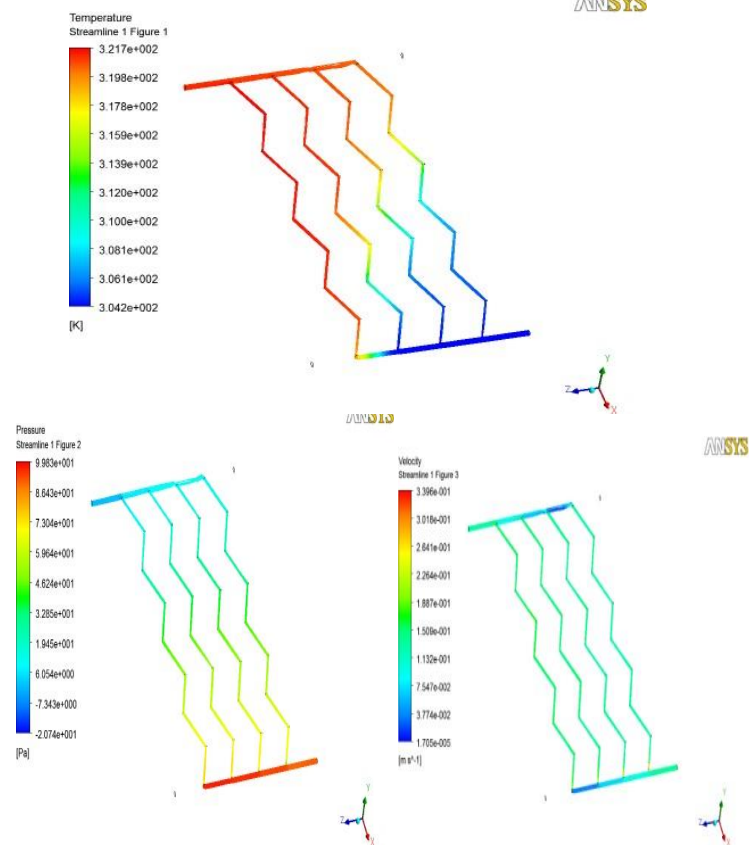 ANSYS
Temperature
Streamline 1 Figure 1
3.217e+002
3.198e+002
3.178e+002
3.159e+002
3.139e+002
3.120e+002
3.100e+002
3.081e+002
3.061e+002
3.042e+002
[K]
Y
Z
X
ANSYS
Pressure
Streamline 1 Figure 2
9.983e+001
8.643e+001
7.304e+001
5.964e+001
4.624e+001
3.285e+001
1.945e+001
6.054e+000
-7.343e+000
-2.074e+001
[Pa]
Y
Z
X
ANSYS
Velocity
Streamline 1 Figure 3
3.396e-001
3.018e-001
2.641e-001
2.264e-001
1.887e-001
1.509e-001
1.132e-001
7.547e-002
3.774e-002
1.705e-005
[m s^-1]
Y
Z
X